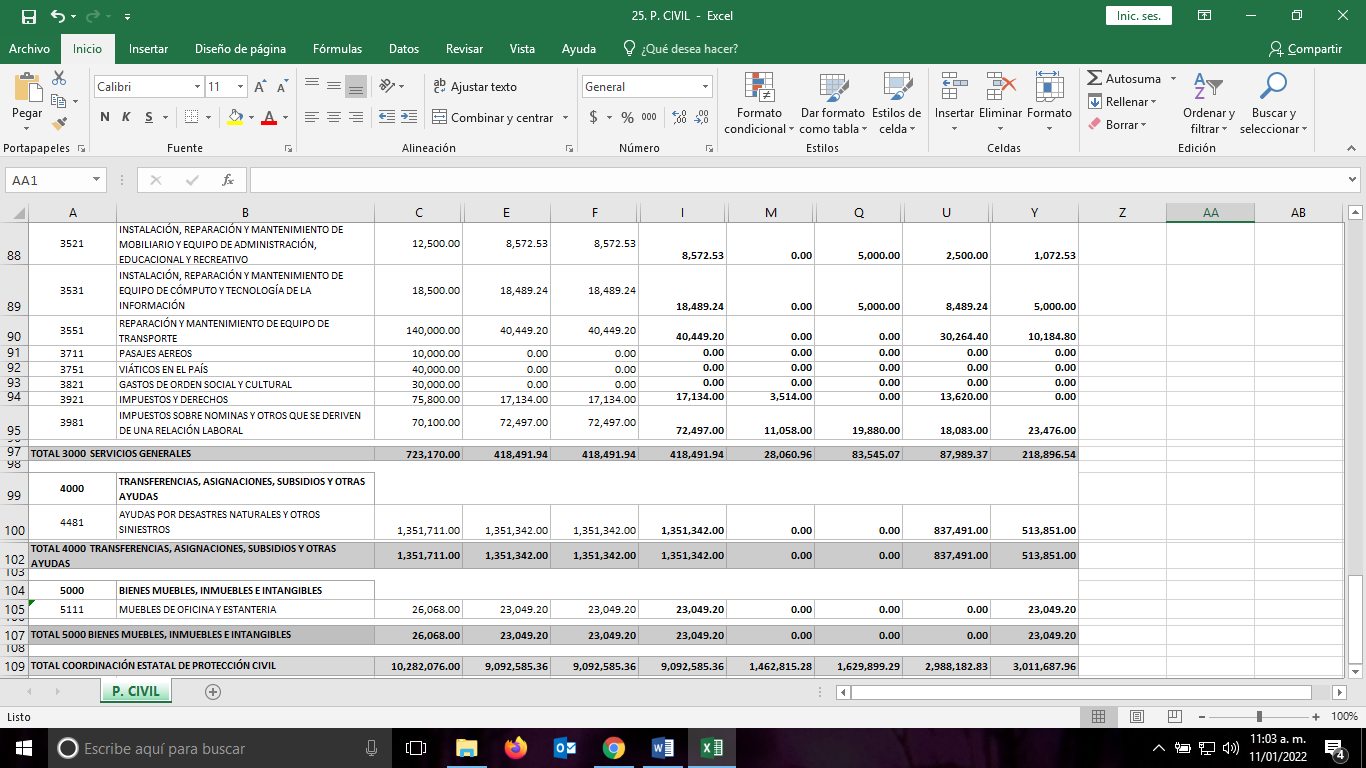 25. P. CIVIL - Excel
Inic. ses.
Archivo Inicio Insertar Diseño de página Fórmulas Datos Revisar Vista Ayuda ¿Qué desea hacer? Compartir
Pegar
Calibri 11
N K S
Ajustar texto
Combinar y centrar
General
$ % 000
Formato condicional
Dar formato como tabla
Estilos de celda
Insertar Eliminar Formato
Autosuma
Rellenar
Borrar
Ordenar y filtrar
Buscar y seleccionar
Portapapeles Fuente Alineación Número Estilos Celdas Edición
AA1 fx
A B C E F I M Q U Y Z AA AB
88 3521 INSTALACIÓN, REPARACIÓN Y MANTENIMIENTO DE
MOBILIARIO Y EQUIPO DE ADMINISTRACIÓN,
EDUCACIONAL Y RECREATIVO 12,500.00 8,572.53 8,572.53 8,572.53 0.00 5,000.00 2,500.00 1,072.53
89 3531 INSTALACIÓN, REPARACIÓN Y MANTENIMIENTO DE
EQUIPO DE CÓMPUTO Y TECNOLOGÍA DE LA
INFORMACIÓN 18,500.00 18,489.24 18,489.24 18,489.24 0.00 5,000.00 8,489.24 5,000.00
90 3551 REPARACIÓN Y MANTENIMIENTO DE EQUIPO DE
TRANSPORTE 140,000.00 40,449.20 40,449.20 40,449.20 0.00 0.00 30,264.40 10,184.80
91 3711 PASAJES AEREOS 10,000.00 0.00 0.00 0.00 0.00 0.00 0.00 0.00
92 3751 VIÁTICOS EN EL PAÍS 40,000.00 0.00 0.00 0.00 0.00 0.00 0.00 0.00
93 3821 GASTOS DE ORDEN SOCIAL Y CULTURAL 30,000.00 0.00 0.00 0.00 0.00 0.00 0.00 0.00
94 3921 IMPUESTOS Y DERECHOS 75,800.00 17,134.00 17,134.00 17,134.00 3,514.00 0.00 13,620.00 0.00
95 3981 IMPUESTOS SOBRE NOMINAS Y OTROS QUE SE DERIVEN
DE UNA RELACIÓN LABORAL 70,100.00 72,497.00 72,497.00 72,497.00 11,058.00 19,880.00 18,083.00 23,476.00
97 TOTAL 3000 SERVICIOS GENERALES 723,170.00 418,491.94 418,491.94 418,491.94 28,060.96 83,545.07 87,989.37 218,896.54
98
99 4000 TRANSFERENCIAS, ASIGNACIONES, SUBSIDIOS Y OTRAS
AYUDAS
100 4481 AYUDAS POR DESASTRES NATURALES Y OTROS
SINIESTROS 1,351,711.00 1,351,342.00 1,351,342.00 1,351,342.00 0.00 0.00 837,491.00 513,851.00
102 TOTAL 4000 TRANSFERENCIAS, ASIGNACIONES, SUBSIDIOS Y OTRAS
AYUDAS 1,351,711.00 1,351,342.00 1,351,342.00 1,351,342.00 0.00 0.00 837,491.00 513,851.00
103
104 5000 BIENES MUEBLES, INMUEBLES E INTANGIBLES
105 5111 MUEBLES DE OFICINA Y ESTANTERIA 26,068.00 23,049.20 23,049.20 23,049.20 0.00 0.00 0.00 23,049.20
107 TOTAL 5000 BIENES MUEBLES, INMUEBLES E INTANGIBLES 26,068.00 23,049.20 23,049.20 23,049.20 0.00 0.00 0.00 23,049.20
108
109 TOTAL COORDINACIÓN ESTATAL DE PROTECCIÓN CIVIL 10,282,076.00 9,092,585.36 9,092,585.36 9,092,585.36 1,462,815.28 1,629,899.29 2,988,182.83 3,011,687.96
P. CIVIL
Listo 100%
Escribe aquí para buscar
11:03 a. m.
11/01/2022
4